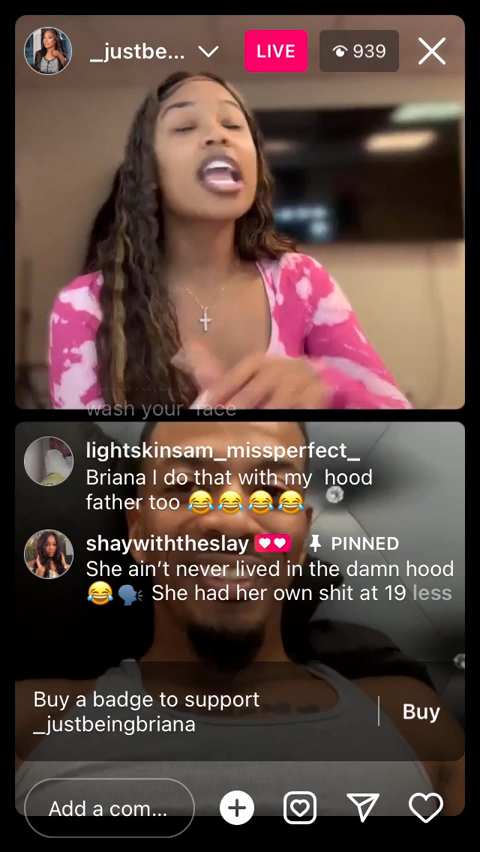 _justbe...
LIVE
939
wash your face
lightskinsam_missperfect_
Briana I do that with my hood
father too 😂😂😂😂
shaywiththeslay PINNED
She ain’t never lived in the damn hood
😂🗣️ She had her own shit at 19 less
Buy a badge to support
_justbeingbriana
Buy
Add a com...